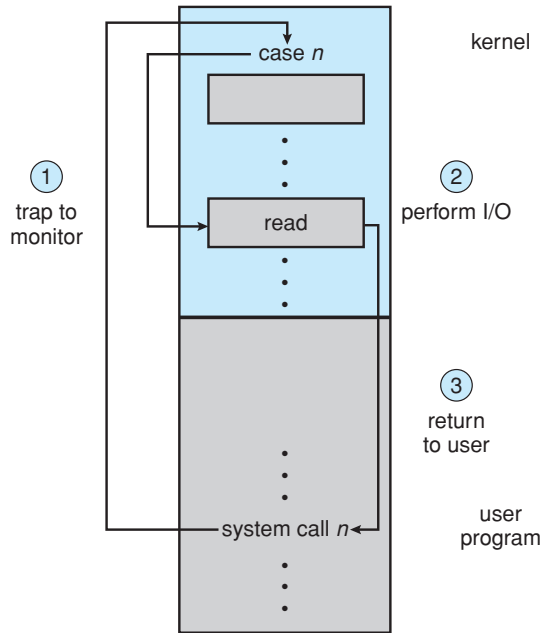 kernel
case n
1
trap to
monitor
2
perform I/O
read
3
return
to user
system call n
user
program